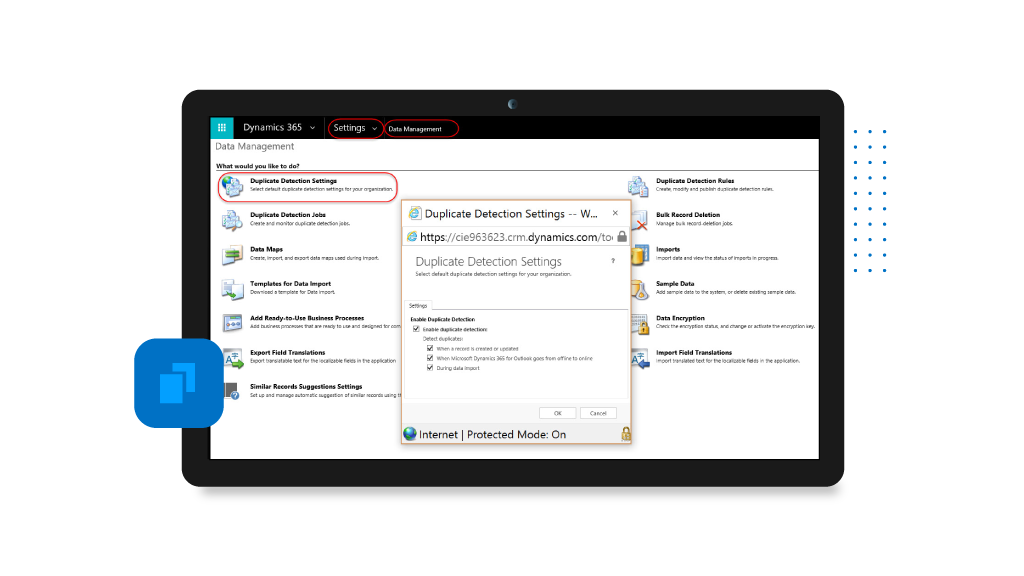 Dynamics 365
Settings
Data Management
Data Management
What would you like to do?
Duplicate Detection Settings
Select default duplicate detection settings for your organization.
Duplicate Detection Rules
Create, modify and publish duplicate detection rules.
Duplicate Detection Jobs
Create and monitor duplicate detection jobs.
Bulk Record Deletion
Manage bulk record deletion jobs.
Data Maps
Create, import, and export data maps used during import.
Imports
Import data and view the status of imports in progress.
Templates for Data Import
Download a template for Data import.
Sample Data
Add sample data to the system, or delete existing sample data.
Add Ready-to-Use Business Processes
Add business processes that are ready to use and designed for com
Data Encryption
Check the encryption status, and change or activate the encryption key.
Export Field Translations
Export translatable text for the localizable fields in the application
Import Field Translations
Import translated text for the localizable fields in the application.
Similar Records Suggestions Settings
Set up and manage automatic suggestion of similar records using t
Duplicate Detection Settings -- W... ×
https://cie963623.crm.dynamics.com/to
Duplicate Detection Settings
?
Select default duplicate detection settings for your organization.
Settings
Enable Duplicate Detection
Enable duplicate detection:
Detect duplicates:
When a record is created or updated
When Microsoft Dynamics 365 for Outlook goes from offline to online
During data import
OK
Cancel
Internet | Protected Mode: On